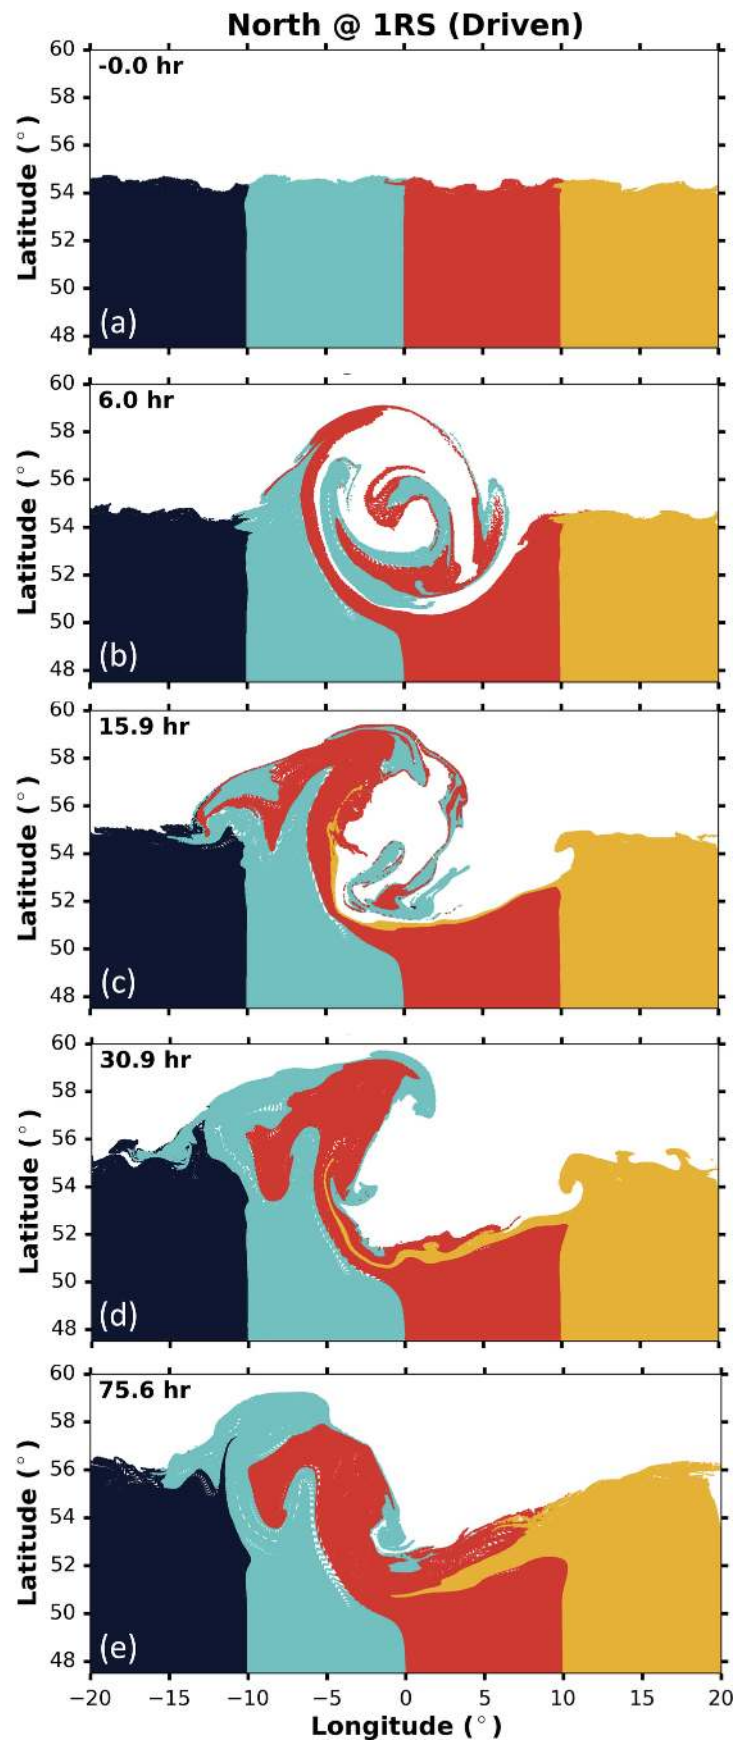 North @ 1RS (Driven)
60
-0.0 hr
58
56
54
52
50
48
Latitude (°)
(a)
60
6.0 hr
58
56
54
52
50
48
Latitude (°)
(b)
60
15.9 hr
58
56
54
52
50
48
Latitude (°)
(c)
60
30.9 hr
58
56
54
52
50
48
Latitude (°)
(d)
60
75.6 hr
58
56
54
52
50
48
Latitude (°)
(e)
−20 −15 −10 −5 0 5 10 15 20
Longitude (°)